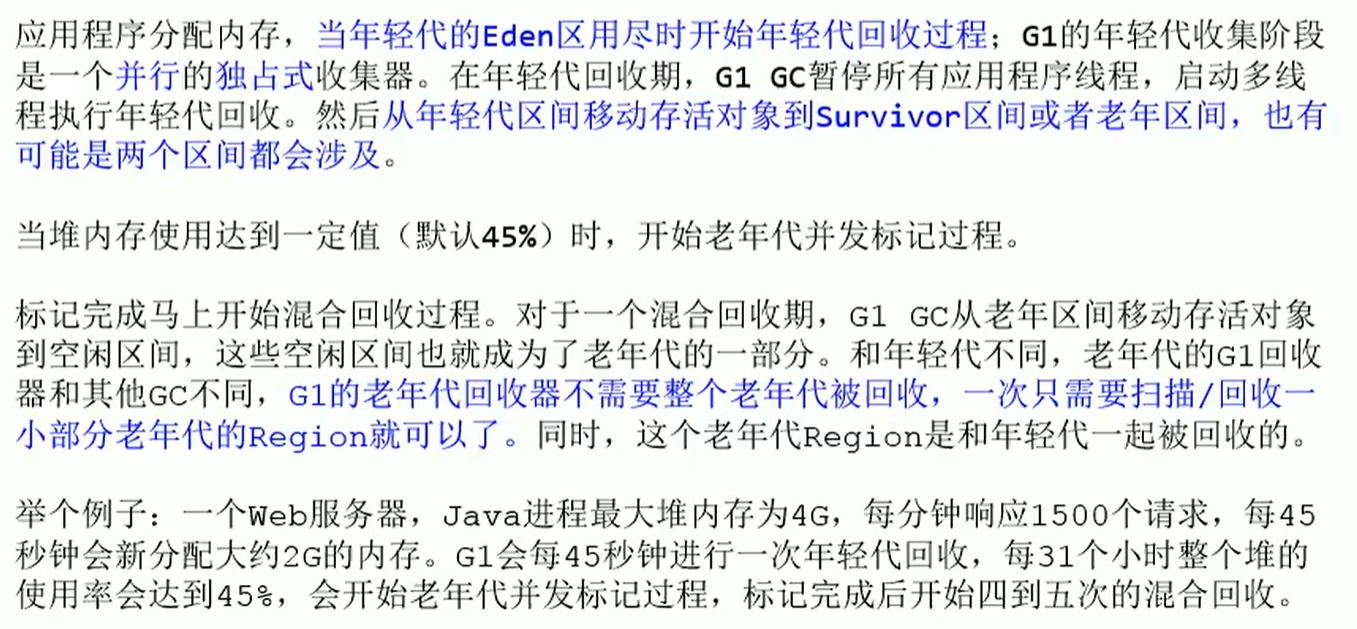 应用程序分配内存，当年轻代的Eden区用尽时开始年轻代回收过程；G1的年轻代收集阶段
是一个并行的独占式收集器。在年轻代回收期，G1 GC暂停所有应用程序线程，启动多线
程执行年轻代回收。然后从年轻代区间移动存活对象到Survivor区间或者老年区间，也有
可能是两个区间都会涉及。
当堆内存使用达到一定值（默认45%）时，开始老年代并发标记过程。
标记完成马上开始混合回收过程。对于一个混合回收期，G1 GC从老年区间移动存活对象
到空闲区间，这些空闲区间也就成为了老年代的一部分。和年轻代不同，老年代的G1回收
器和其他GC不同，G1的老年代回收器不需要整个老年代被回收，一次只需要扫描/回收一
小部分老年代的Region就可以了。同时，这个老年代Region是和年轻代一起被回收的。
举个例子：一个Web服务器，Java进程最大堆内存为4G，每分钟响应1500个请求，每45
秒钟会新分配大约2G的内存。G1会每45秒钟进行一次年轻代回收，每31个小时整个堆的
使用率会达到45%，会开始老年代并发标记过程，标记完成后开始四到五次的混合回收。